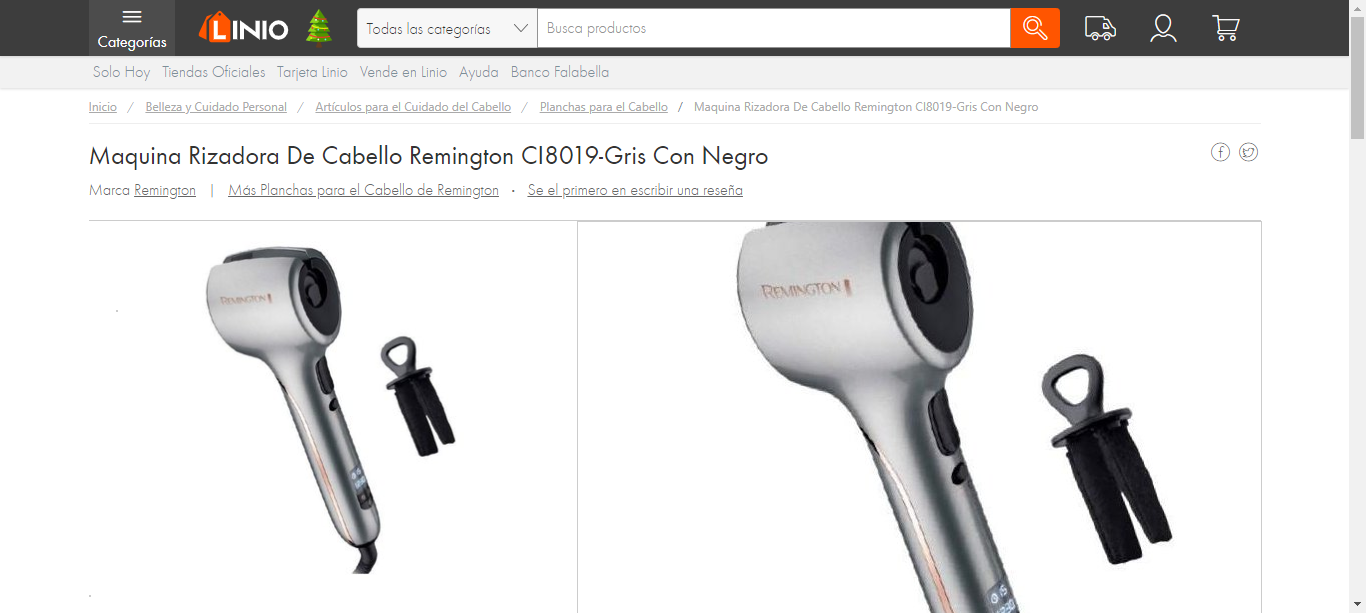 Categorías
LINIO
Todas las categorías
Busca productos
Solo Hoy Tiendas Oficiales Tarjeta Linio Vende en Linio Ayuda Banco Falabella
Inicio / Belleza y Cuidado Personal / Artículos para el Cuidado del Cabello / Planchas para el Cabello / Maquina Rizadora De Cabello Remington CI8019-Gris Con Negro
Maquina Rizadora De Cabello Remington CI8019-Gris Con Negro
Marca Remington | Más Planchas para el Cabello de Remington · Se el primero en escribir una reseña
REMINGTON
REMINGTON